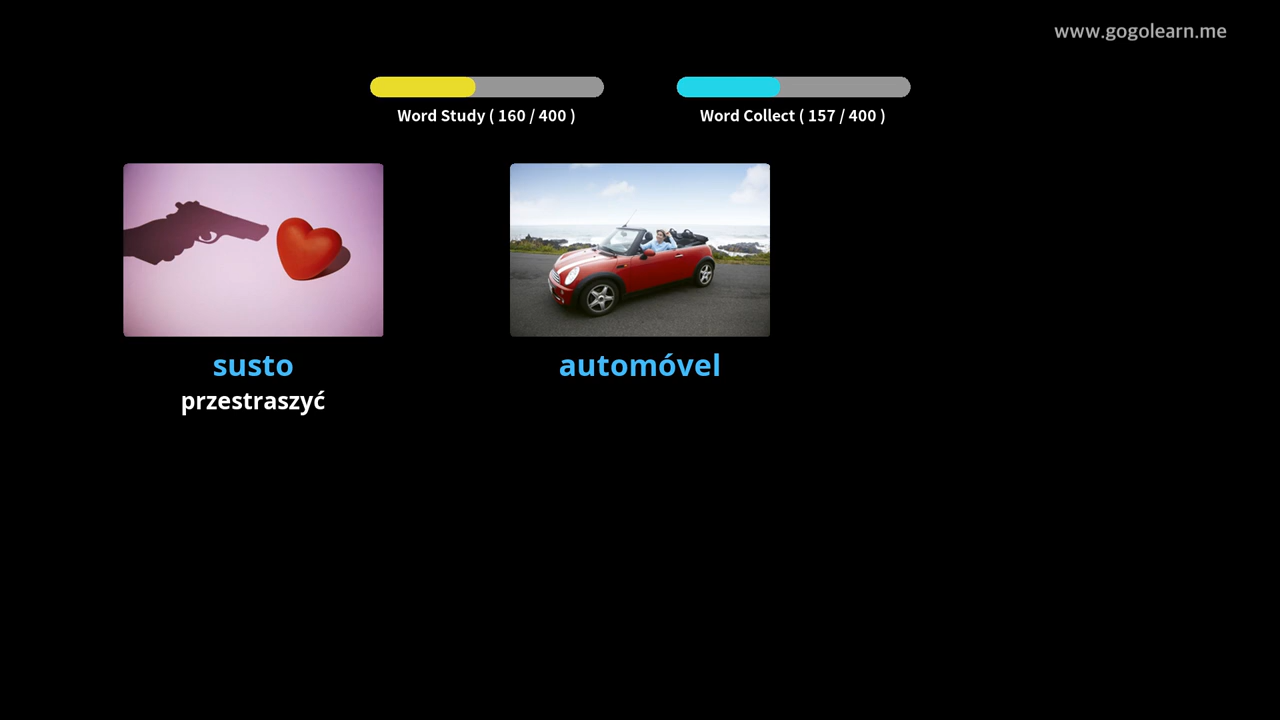 www.gogolearn.me
Word Study ( 160 / 400 )
Word Collect ( 157 / 400 )
susto
przestraszyć
automóvel